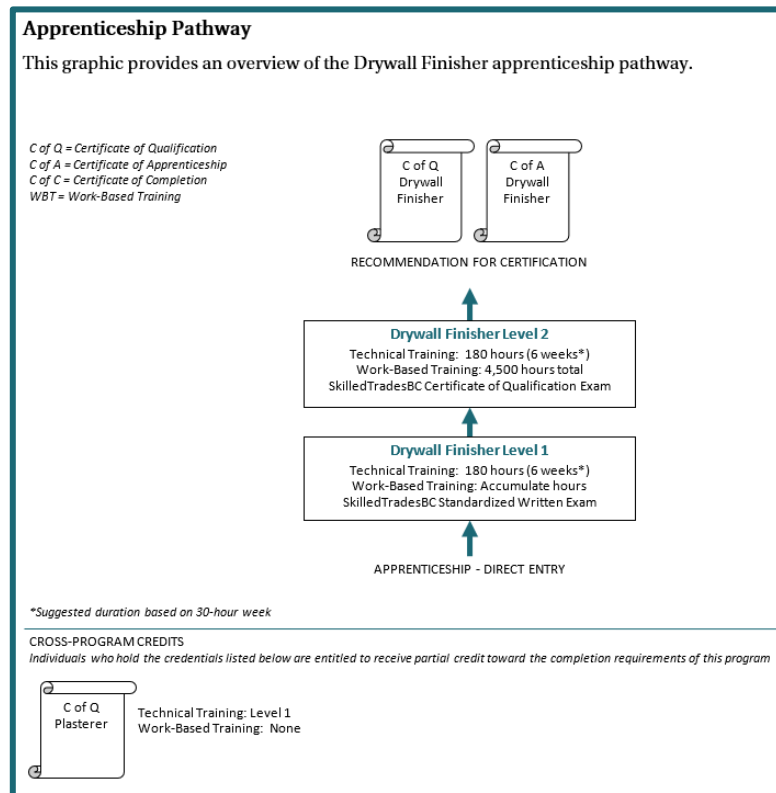 Apprenticeship Pathway
This graphic provides an overview of the Drywall Finisher apprenticeship pathway.
C of Q = Certificate of Qualification
C of A = Certificate of Apprenticeship
C of C = Certificate of Completion
WBT = Work-Based Training
C of Q
Drywall
Finisher
C of A
Drywall
Finisher
RECOMMENDATION FOR CERTIFICATION
Drywall Finisher Level 2
Technical Training: 180 hours (6 weeks*)
Work-Based Training: 4,500 hours total
SkilledTradesBC Certificate of Qualification Exam
Drywall Finisher Level 1
Technical Training: 180 hours (6 weeks*)
Work-Based Training: Accumulate hours
SkilledTradesBC Standardized Written Exam
APPRENTICESHIP - DIRECT ENTRY
*Suggested duration based on 30-hour week
CROSS-PROGRAM CREDITS
Individuals who hold the credentials listed below are entitled to receive partial credit toward the completion requirements of this program
C of Q
Plasterer
Technical Training: Level 1
Work-Based Training: None